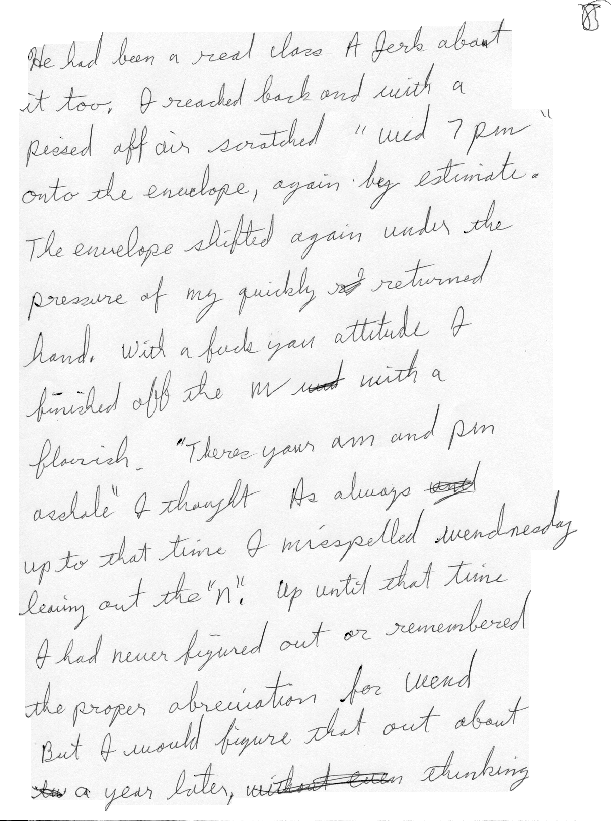 8
He had been a real class A Jerk about
it too. I reached back and with a
pissed off air scratched "wed 7 pm"
onto the envelope, again by estimate.
The envelope shifted again under the
pressure of my quickly returned
hand. With a fuck you attitude I
finished off the M with a
flourish. "Theres your am and pm
asshole" I thought As always
up to that time I misspelled wendnesday
leaving out the "n". Up until that time
I had never figured out or remembered
the proper abreviation for Wend
But I would figure that out about
a year later, without even thinking